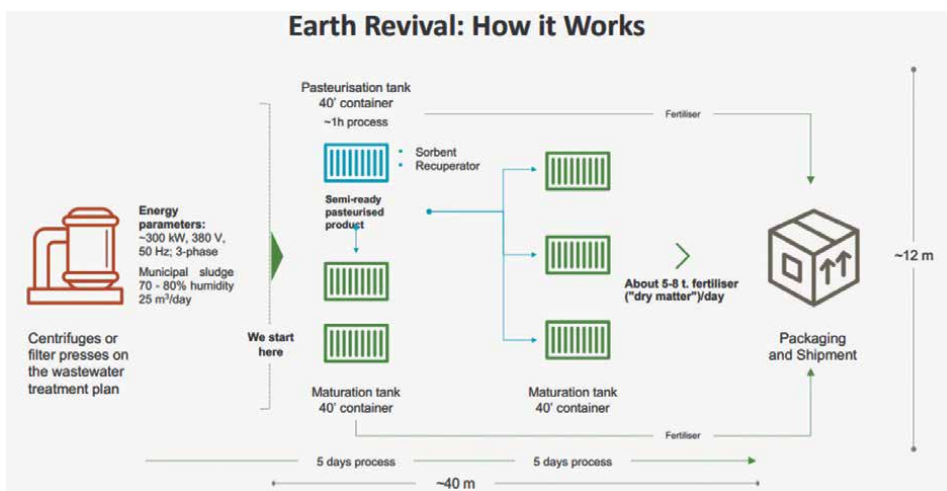 Earth Revival: How it Works
Pasteurisation tank
40' container
~1h process
Fertiliser
• Sorbent
• Recuperator
Semi-ready
pasteurised
product
Energy
parameters:
~300 kW, 380 V,
50 Hz; 3-phase
Municipal sludge
70 - 80% humidity
25 m³/day
~12 m
About 5-8 t. fertiliser
("dry matter")/day
Centrifuges or
filter presses on
the wastewater
treatment plan
We start
here
Packaging
and Shipment
Maturation tank
40' container
Maturation tank
40' container
Fertiliser
5 days process
5 days process
~40 m